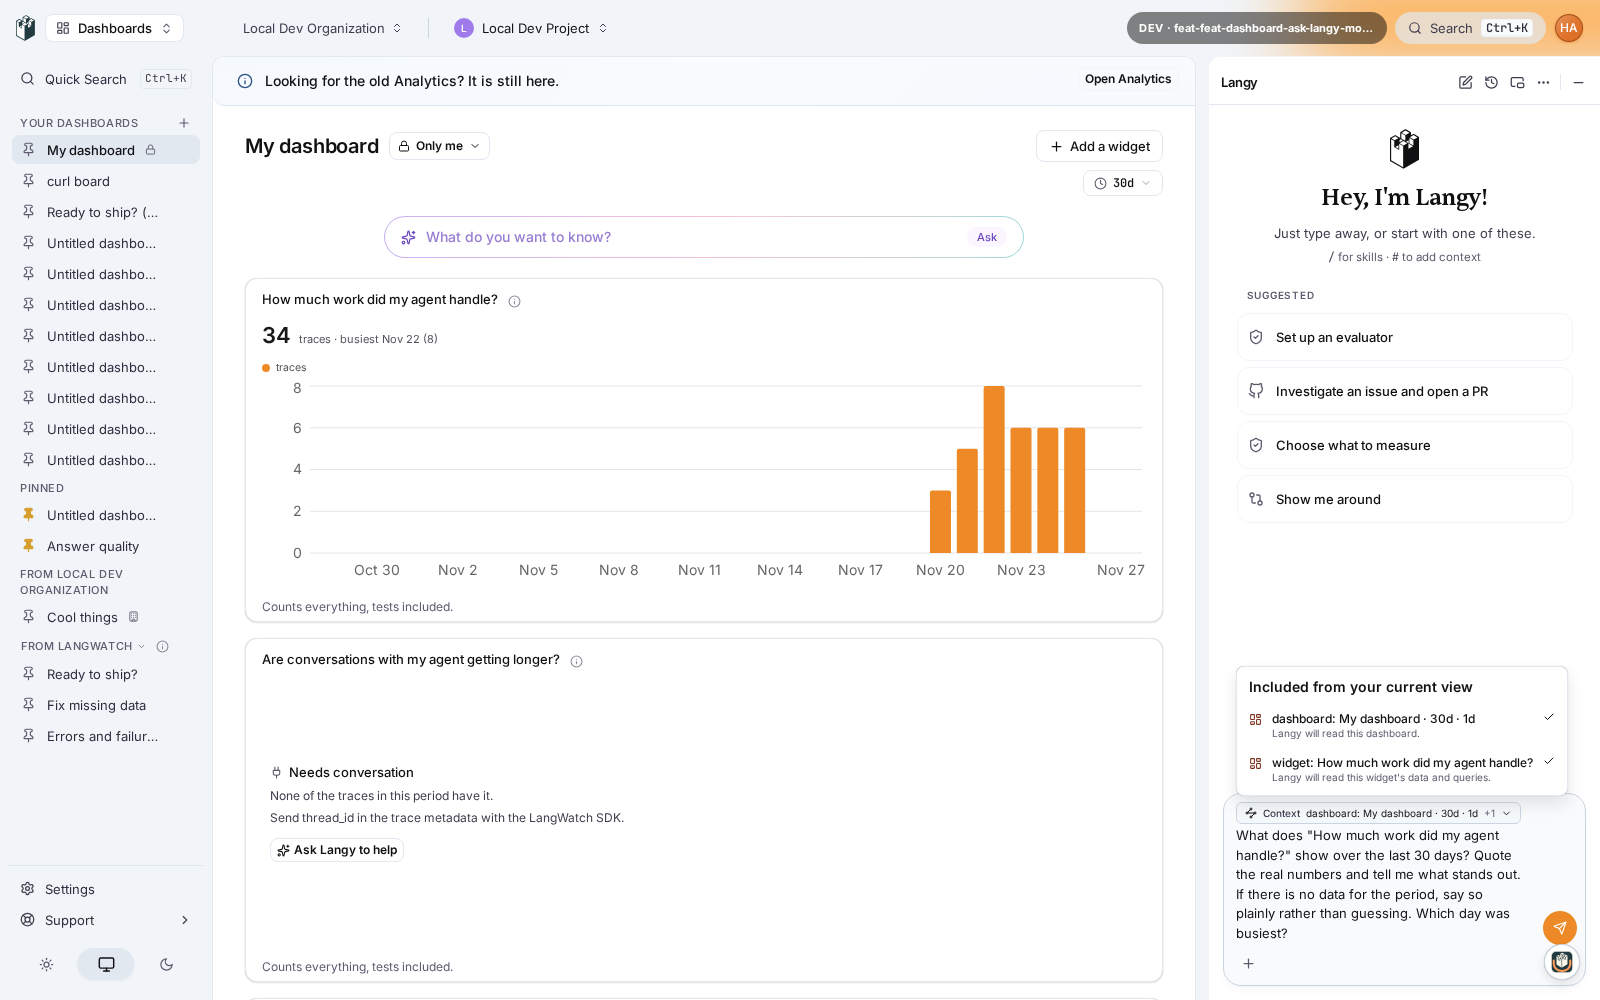 Dashboards
Local Dev Organization
L
Local Dev Project
DEV · feat-feat-dashboard-ask-langy-mo...
Search
Ctrl+K
HA
Quick Search
Ctrl+K
YOUR DASHBOARDS
My dashboard
curl board
Ready to ship? (...
Untitled dashbo...
Untitled dashbo...
Untitled dashbo...
Untitled dashbo...
Untitled dashbo...
Untitled dashbo...
Untitled dashbo...
Untitled dashbo...
PINNED
Untitled dashbo...
Answer quality
FROM LOCAL DEV
ORGANIZATION
Cool things
FROM LANGWATCH
Ready to ship?
Fix missing data
Errors and failur...
Settings
Support
Looking for the old Analytics? It is still here.
Open Analytics
My dashboard
Only me
Add a widget
30d
What do you want to know?
Ask
How much work did my agent handle?
34 traces · busiest Nov 22 (8)
traces
8
6
4
2
0
Oct 30
Nov 2
Nov 5
Nov 8
Nov 11
Nov 14
Nov 17
Nov 20
Nov 23
Nov 27
Counts everything, tests included.
Are conversations with my agent getting longer?
Needs conversation
None of the traces in this period have it.
Send thread_id in the trace metadata with the LangWatch SDK.
Ask Langy to help
Counts everything, tests included.
Langy
Hey, I'm Langy!
Just type away, or start with one of these.
/ for skills · # to add context
SUGGESTED
Set up an evaluator
Investigate an issue and open a PR
Choose what to measure
Show me around
Included from your current view
dashboard: My dashboard · 30d · 1d
Langy will read this dashboard.
widget: How much work did my agent handle?
Langy will read this widget's data and queries.
Context dashboard: My dashboard · 30d · 1d +1
What does "How much work did my agent
handle?" show over the last 30 days? Quote
the real numbers and tell me what stands out.
If there is no data for the period, say so
plainly rather than guessing. Which day was
busiest?